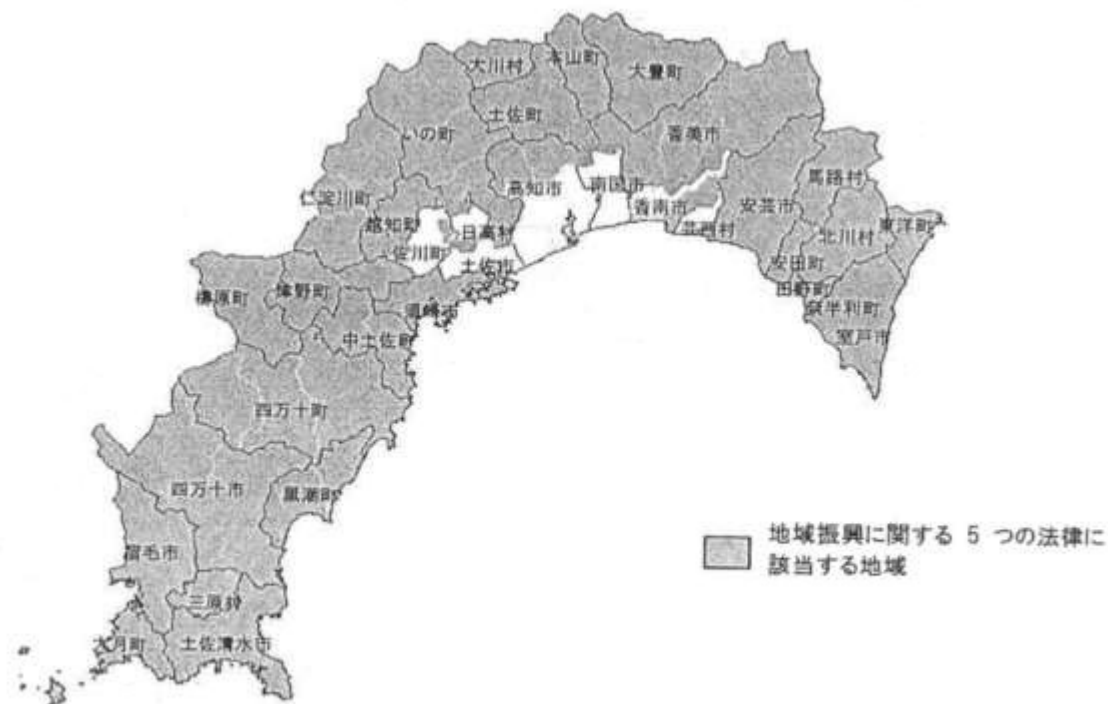 本山町
大川村
大豊町
土佐町
いの町
香美市
馬路村
高知市
南国市
仁淀川町
香南市
安芸市
越知町
日高村
芸西村
北川村
東洋町
佐川町
土佐市
安田町
田野町
梼原町
津野町
須崎市
奈半利町
中土佐町
室戸市
四万十町
四万十市
黒潮町
地域振興に関する 5 つの法律に
該当する地域
宿毛市
三原村
大月町
土佐清水市